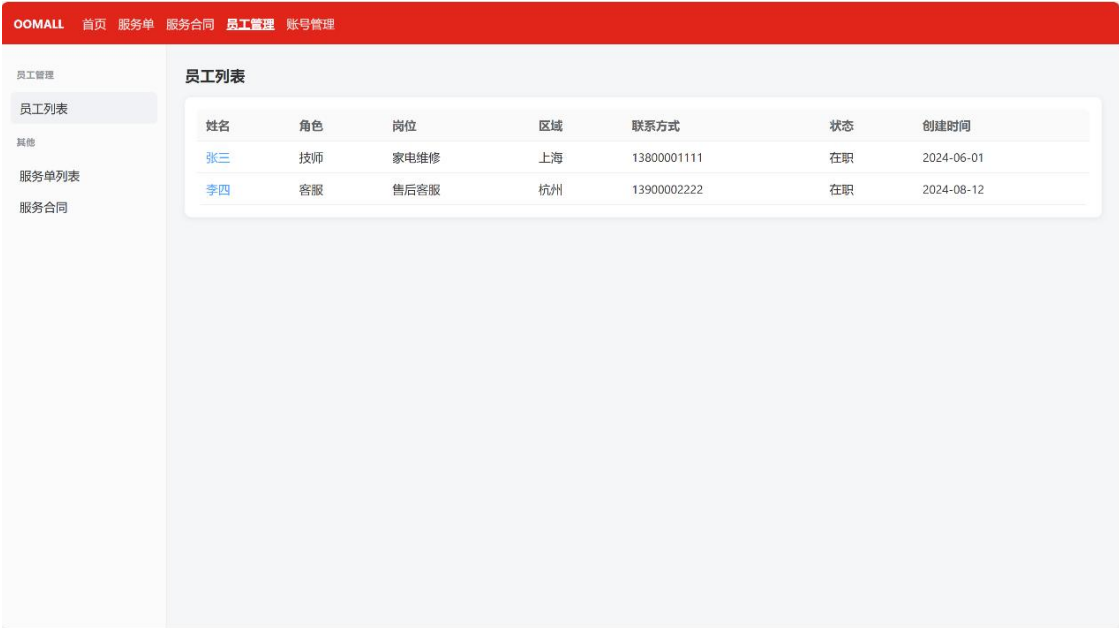 OOMALL 首页 服务单 服务合同 员工管理 账号管理
员工管理
员工列表
其他
服务单列表
服务合同
员工列表
姓名 角色 岗位 区域 联系方式 状态 创建时间
张三 技师 家电维修 上海 13800001111 在职 2024-06-01
李四 客服 售后客服 杭州 13900002222 在职 2024-08-12